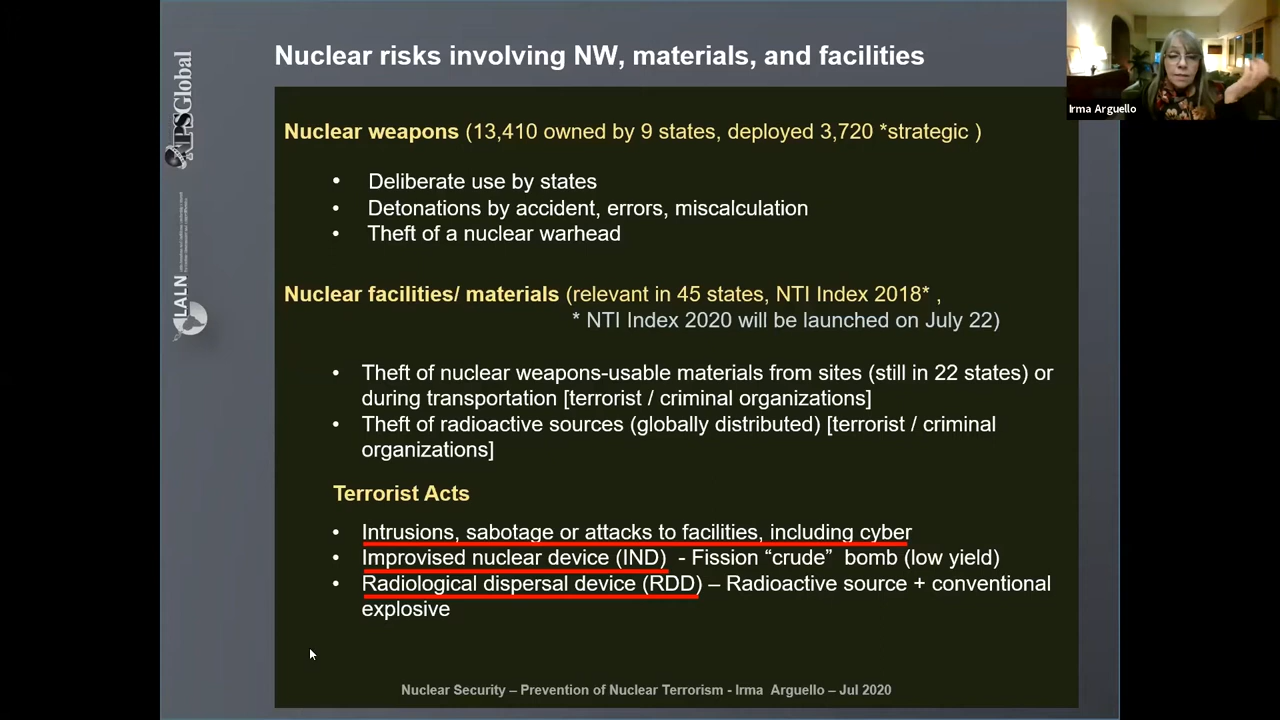 Nuclear risks involving NW, materials, and facilities
Irma Arguello
NPSGlobal
LALN
Nuclear weapons (13,410 owned by 9 states, deployed 3,720 *strategic )
• Deliberate use by states
• Detonations by accident, errors, miscalculation
• Theft of a nuclear warhead
Nuclear facilities/ materials (relevant in 45 states, NTI Index 2018* ,
* NTI Index 2020 will be launched on July 22)
• Theft of nuclear weapons-usable materials from sites (still in 22 states) or
during transportation [terrorist / criminal organizations]
• Theft of radioactive sources (globally distributed) [terrorist / criminal
organizations]
Terrorist Acts
• Intrusions, sabotage or attacks to facilities, including cyber
• Improvised nuclear device (IND) - Fission “crude” bomb (low yield)
• Radiological dispersal device (RDD) – Radioactive source + conventional
explosive
Nuclear Security – Prevention of Nuclear Terrorism - Irma Arguello – Jul 2020